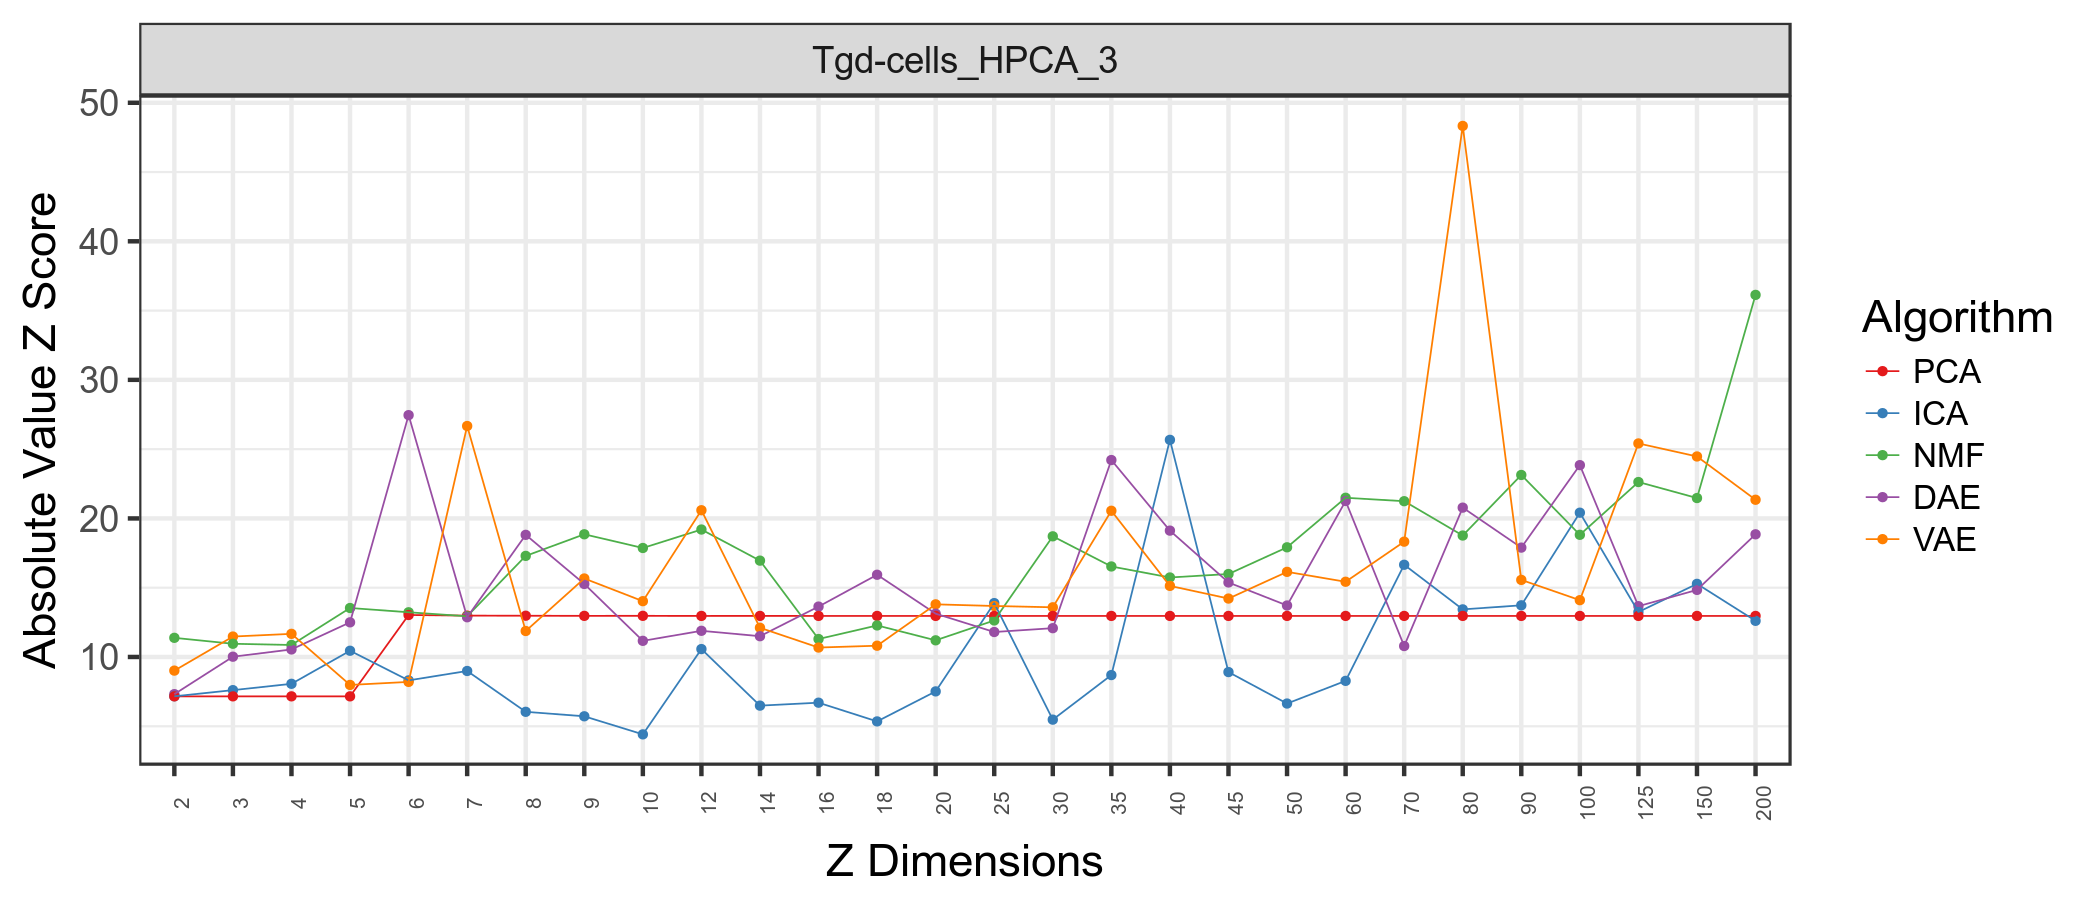 Tgd-cells_HPCA_3
Absolute Value Z Score
50
40
30
20
10
2 3 4 5 6 7 8 9 10 12 14 16 18 20 25 30 35 40 45 50 60 70 80 90 100 125 150 200
Z Dimensions
Algorithm
PCA
ICA
NMF
DAE
VAE